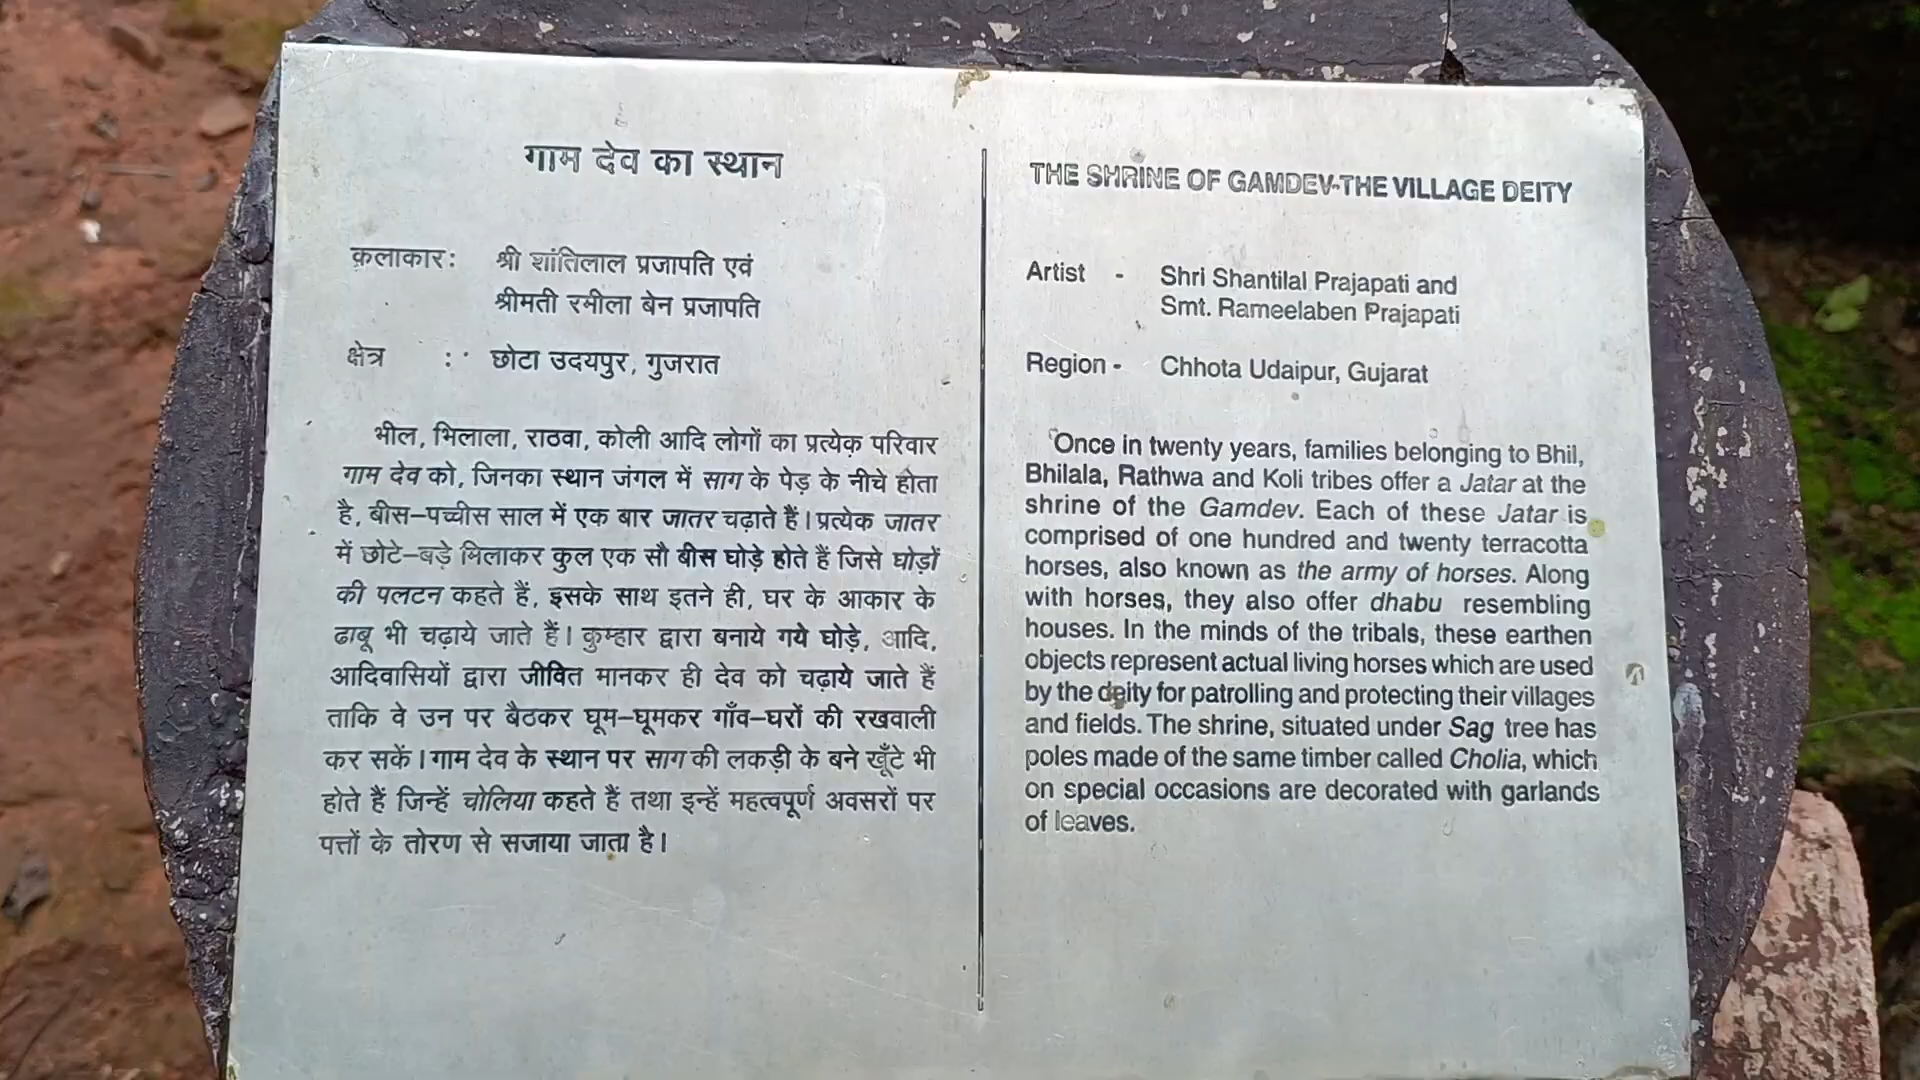 गाम देव का स्थान
कलाकार: श्री शांतिलाल प्रजापति एवं
श्रीमती रमीला बेन प्रजापति
क्षेत्र : छोटा उदयपुर, गुजरात
भील, भिलाला, राठवा, कोली आदि लोगों का प्रत्येक परिवार
गाम देव को, जिनका स्थान जंगल में साग के पेड़ के नीचे होता
है, बीस–पच्चीस साल में एक बार जातर चढ़ाते हैं। प्रत्येक जातर
में छोटे–बड़े मिलाकर कुल एक सौ बीस घोड़े होते हैं जिसे घोड़ों
की पलटन कहते हैं, इसके साथ इतने ही, घर के आकार के
ढाबू भी चढ़ाये जाते हैं। कुम्हार द्वारा बनाये गये घोड़े, आदि,
आदिवासियों द्वारा जीवित मानकर ही देव को चढ़ाये जाते हैं
ताकि वे उन पर बैठकर घूम–घूमकर गाँव–घरों की रखवाली
कर सकें। गाम देव के स्थान पर साग की लकड़ी के बने खूँटे भी
होते हैं जिन्हें चोलिया कहते हैं तथा इन्हें महत्वपूर्ण अवसरों पर
पत्तों के तोरण से सजाया जाता है।
THE SHRINE OF GAMDEV-THE VILLAGE DEITY
Artist - Shri Shantilal Prajapati and
Smt. Rameelaben Prajapati
Region - Chhota Udaipur, Gujarat
Once in twenty years, families belonging to Bhil,
Bhilala, Rathwa and Koli tribes offer a Jatar at the
shrine of the Gamdev. Each of these Jatar is
comprised of one hundred and twenty terracotta
horses, also known as the army of horses. Along
with horses, they also offer dhabu resembling
houses. In the minds of the tribals, these earthen
objects represent actual living horses which are used
by the deity for patrolling and protecting their villages
and fields. The shrine, situated under Sag tree has
poles made of the same timber called Cholia, which
on special occasions are decorated with garlands
of leaves.